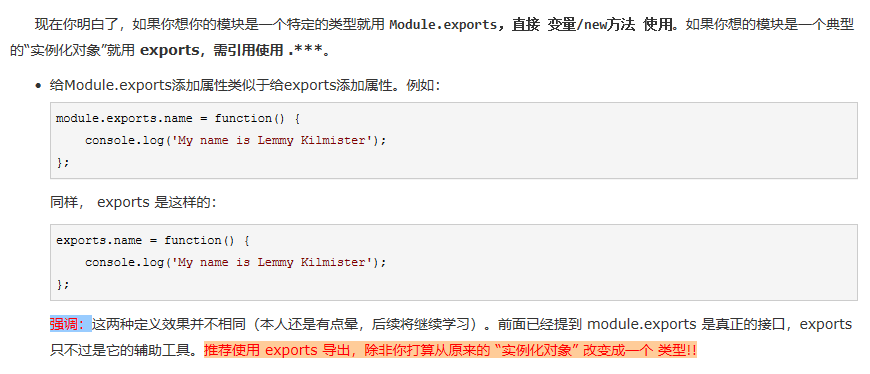 现在你明白了，如果你想你的模块是一个特定的类型就用 Module.exports，直接 变量/new方法 使用。如果你想的模块是一个典型
的“实例化对象”就用 exports，需引用使用 .***。
给Module.exports添加属性类似于给exports添加属性。例如：
module.exports.name = function() {
    console.log('My name is Lemmy Kilmister');
};
同样， exports 是这样的：
exports.name = function() {
    console.log('My name is Lemmy Kilmister');
};
强调：这两种定义效果并不相同（本人还是有点晕，后续将继续学习）。前面已经提到 module.exports 是真正的接口，exports
只不过是它的辅助工具。推荐使用 exports 导出，除非你打算从原来的 “实例化对象” 改变成一个 类型!!